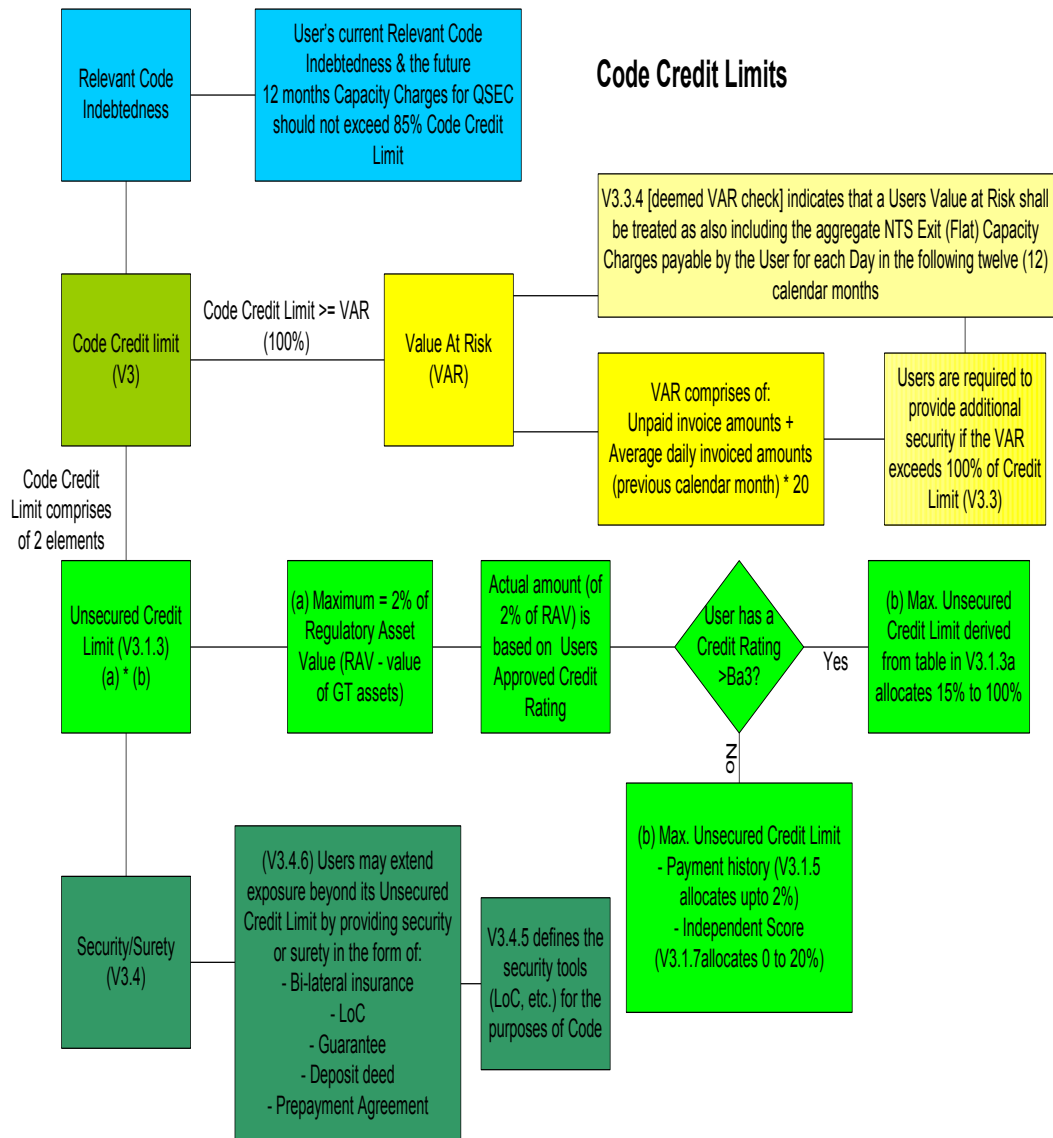 Code Credit Limits
Relevant Code
Indebtedness
User's current Relevant Code
Indebtedness & the future
12 months Capacity Charges for QSEC
should not exceed 85% Code Credit
Limit
V3.3.4 [deemed VAR check] indicates that a Users Value at Risk shall
be treated as also including the aggregate NTS Exit (Flat) Capacity
Charges payable by the User for each Day in the following twelve (12)
calendar months
Code Credit limit
(V3)
Code Credit Limit >= VAR
(100%)
Value At Risk
(VAR)
VAR comprises of:
Unpaid invoice amounts +
Average daily invoiced amounts
(previous calendar month) * 20
Users are required to
provide additional
security if the VAR
exceeds 100% of Credit
Limit (V3.3)
Code Credit
Limit comprises
of 2 elements
Unsecured Credit
Limit (V3.1.3)
(a) * (b)
(a) Maximum = 2% of
Regulatory Asset
Value (RAV - value
of GT assets)
Actual amount (of
2% of RAV) is
based on Users
Approved Credit
Rating
User has a
Credit Rating
>Ba3?
Yes
(b) Max. Unsecured
Credit Limit derived
from table in V3.1.3a
allocates 15% to 100%
No
(b) Max. Unsecured Credit Limit
- Payment history (V3.1.5
allocates upto 2%)
- Independent Score
(V3.1.7allocates 0 to 20%)
Security/Surety
(V3.4)
(V3.4.6) Users may extend
exposure beyond its Unsecured
Credit Limit by providing security
or surety in the form of:
- Bi-lateral insurance
- LoC
- Guarantee
- Deposit deed
- Prepayment Agreement
V3.4.5 defines the
security tools
(LoC, etc.) for the
purposes of Code